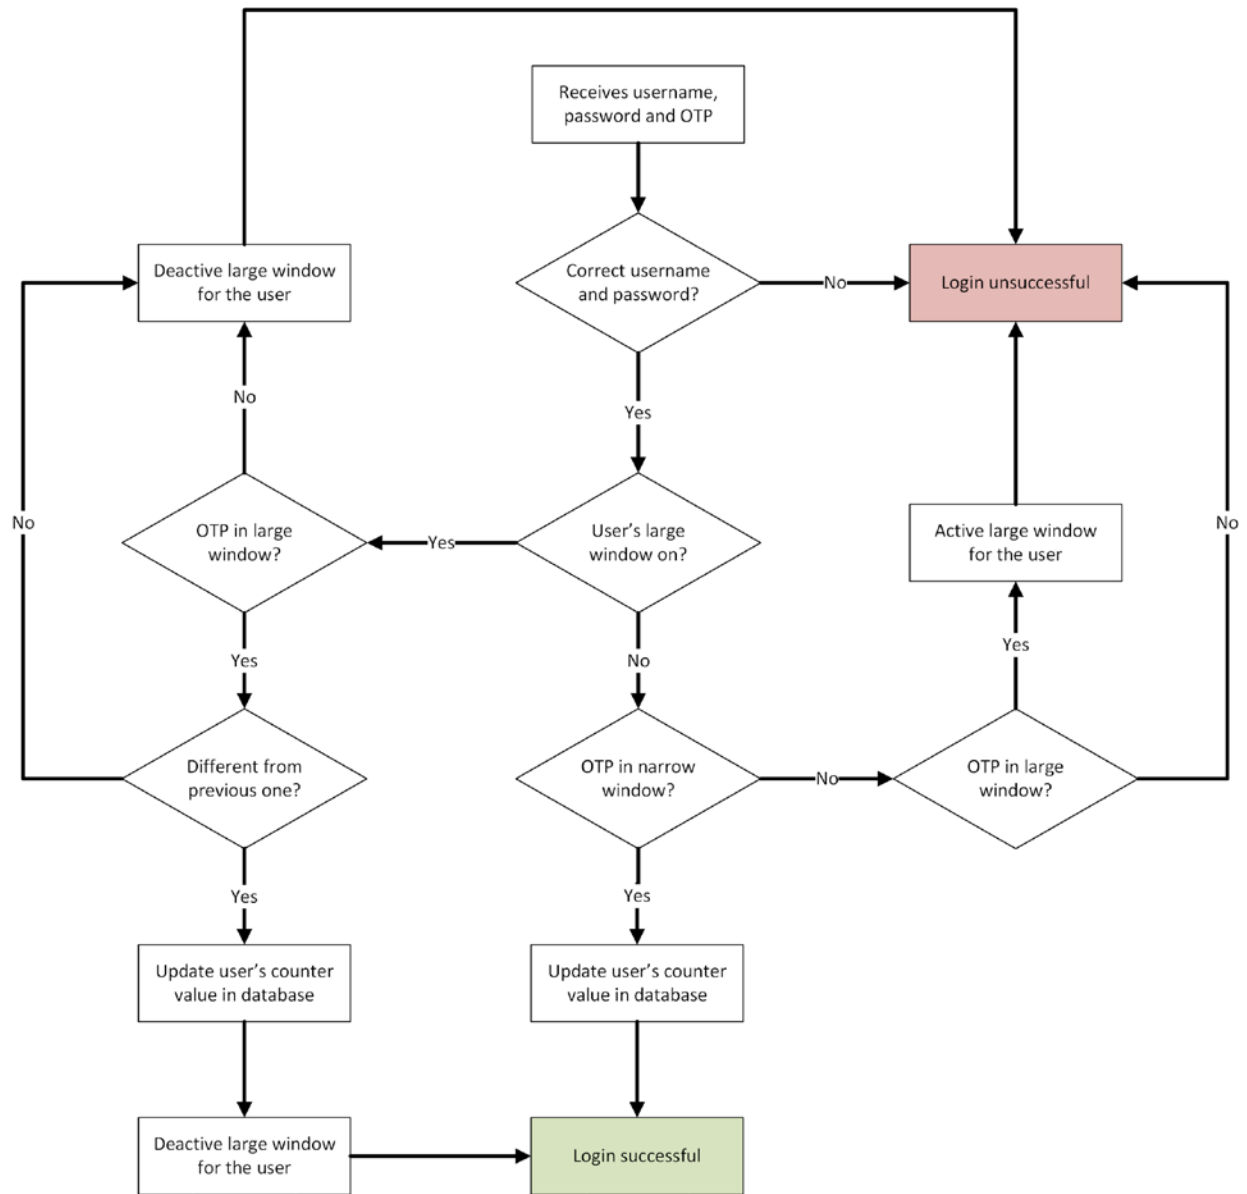 Receives username,
password and OTP
Deactive large window
for the user
Correct username
and password?
No
Login unsuccessful
No
Yes
No
OTP in large
window?
Yes
User's large
window on?
Active large window
for the user
No
Yes
No
Yes
Different from
previous one?
OTP in narrow
window?
No
OTP in large
window?
Yes
Yes
Update user's counter
value in database
Update user's counter
value in database
Deactive large window
for the user
Login successful